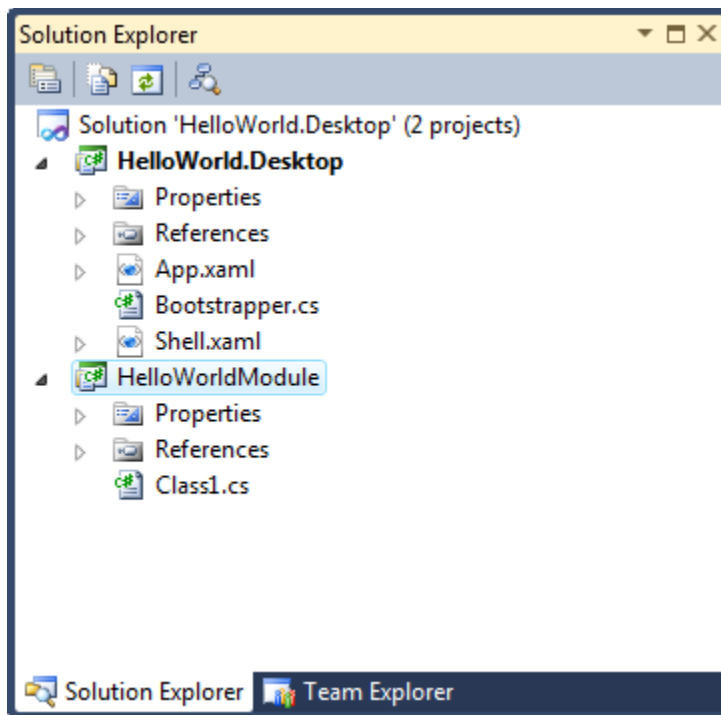 Solution Explorer
Solution 'HelloWorld.Desktop' (2 projects)
HelloWorld.Desktop
Properties
References
App.xaml
Bootstrapper.cs
Shell.xaml
HelloWorldModule
Properties
References
Class1.cs
Solution Explorer Team Explorer